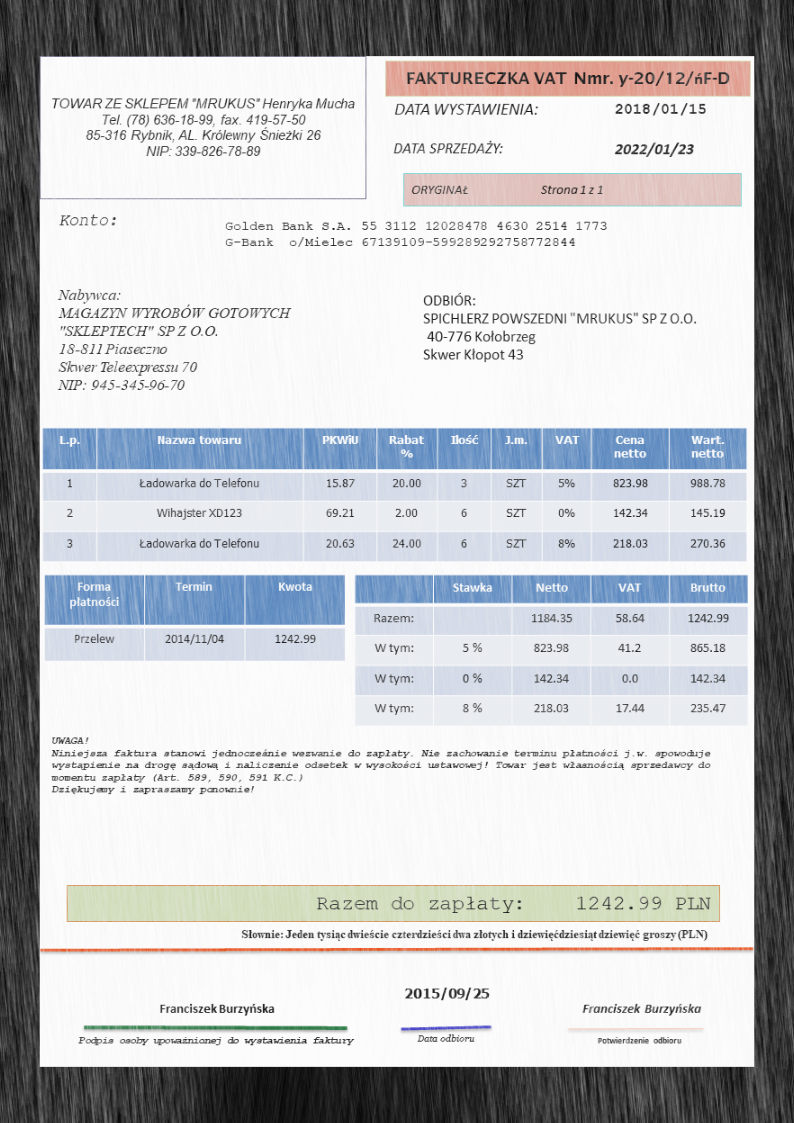 TOWAR ZE SKLEPEM "MRUKUS" Henryka Mucha
Tel. (78) 636-18-99, fax. 419-57-50
85-316 Rybnik, AL. Królewny Śnieżki 26
NIP: 339-826-78-89
FAKTURECZKA VAT Nmr. y-20/12/ńF-D
DATA WYSTAWIENIA: 2018/01/15
DATA SPRZEDAŻY: 2022/01/23
ORYGINAŁ Strona 1 z 1
Konto:
Golden Bank S.A. 55 3112 12028478 4630 2514 1773
G-Bank o/Mielec 67139109-599289292758772844
Nabywca:
MAGAZYN WYROBÓW GOTOWYCH
"SKLEPTECH" SP Z O.O.
18-811 Piaseczno
Skwer Teleexpressu 70
NIP: 945-345-96-70
ODBIÓR:
SPICHLERZ POWSZEDNI "MRUKUS" SP Z O.O.
40-776 Kołobrzeg
Skwer Kłopot 43
L.p. Nazwa towaru PKWiU Rabat % Ilość J.m. VAT Cena netto Wart. netto
1 Ładowarka do Telefonu 15.87 20.00 3 SZT 5% 823.98 988.78
2 Wihajster XD123 69.21 2.00 6 SZT 0% 142.34 145.19
3 Ładowarka do Telefonu 20.63 24.00 6 SZT 8% 218.03 270.36
Forma płatności Termin Kwota
Przelew 2014/11/04 1242.99
Stawka Netto VAT Brutto
Razem: 1184.35 58.64 1242.99
W tym: 5 % 823.98 41.2 865.18
W tym: 0 % 142.34 0.0 142.34
W tym: 8 % 218.03 17.44 235.47
UWAGA!
Niniejsza faktura stanowi jednocześnie wezwanie do zapłaty. Nie zachowanie terminu płatności j.w. spowoduje
wystąpienie na drogę sądową i naliczenie odsetek w wysokości ustawowej! Towar jest własnością sprzedawcy do
momentu zapłaty (Art. 589, 590, 591 K.C.)
Dziękujemy i zapraszamy ponownie!
Razem do zapłaty: 1242.99 PLN
Słownie: Jeden tysiąc dwieście czterdzieści dwa złotych i dziewięćdziesiąt dziewięć groszy (PLN)
Franciszek Burzyńska
Podpis osoby upoważnionej do wystawienia faktury
2015/09/25
Data odbioru
Franciszek Burzyńska
Potwierdzenie odbioru